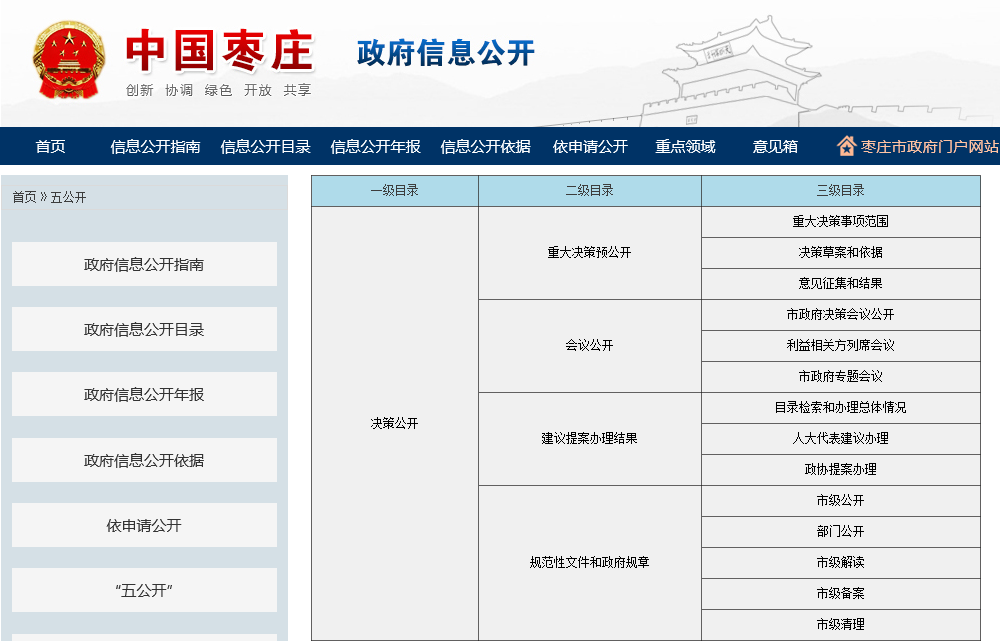 中国枣庄
创新 协调 绿色 开放 共享
政府信息公开
首页 信息公开指南 信息公开目录 信息公开年报 信息公开依据 依申请公开 重点领域 意见箱 枣庄市政府门户网站
首页 » 五公开
政府信息公开指南
政府信息公开目录
政府信息公开年报
政府信息公开依据
依申请公开
“五公开”
一级目录 二级目录 三级目录
决策公开
重大决策预公开
重大决策事项范围
决策草案和依据
意见征集和结果
会议公开
市政府决策会议公开
利益相关方列席会议
市政府专题会议
建议提案办理结果
目录检索和办理总体情况
人大代表建议办理
政协提案办理
规范性文件和政府规章
市级公开
部门公开
市级解读
市级备案
市级清理